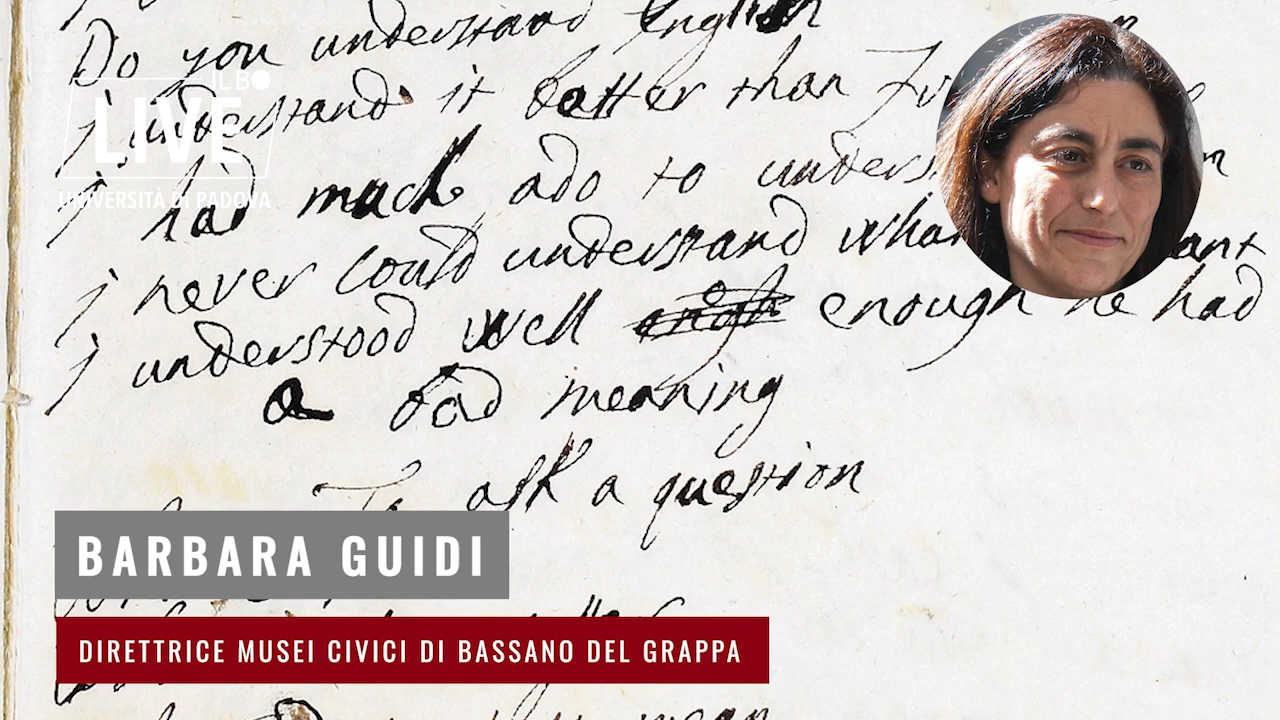 Do you understand English
j understand it better than
j had much ado to
j never could understand
j understood well enough he had
a bad meaning
To ask a question
IL BO
LIVE
UNIVERSITÀ DI PADOVA
BARBARA GUIDI
DIRETTRICE MUSEI CIVICI DI BASSANO DEL GRAPPA
mean